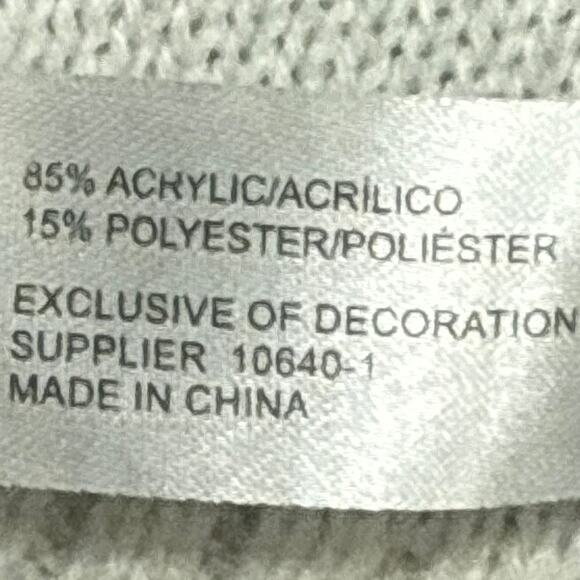 85% ACRYLIC/ACRÍLICO
15% POLYESTER/POLIÉSTER
EXCLUSIVE OF DECORATION
SUPPLIER 10640-1
MADE IN CHINA